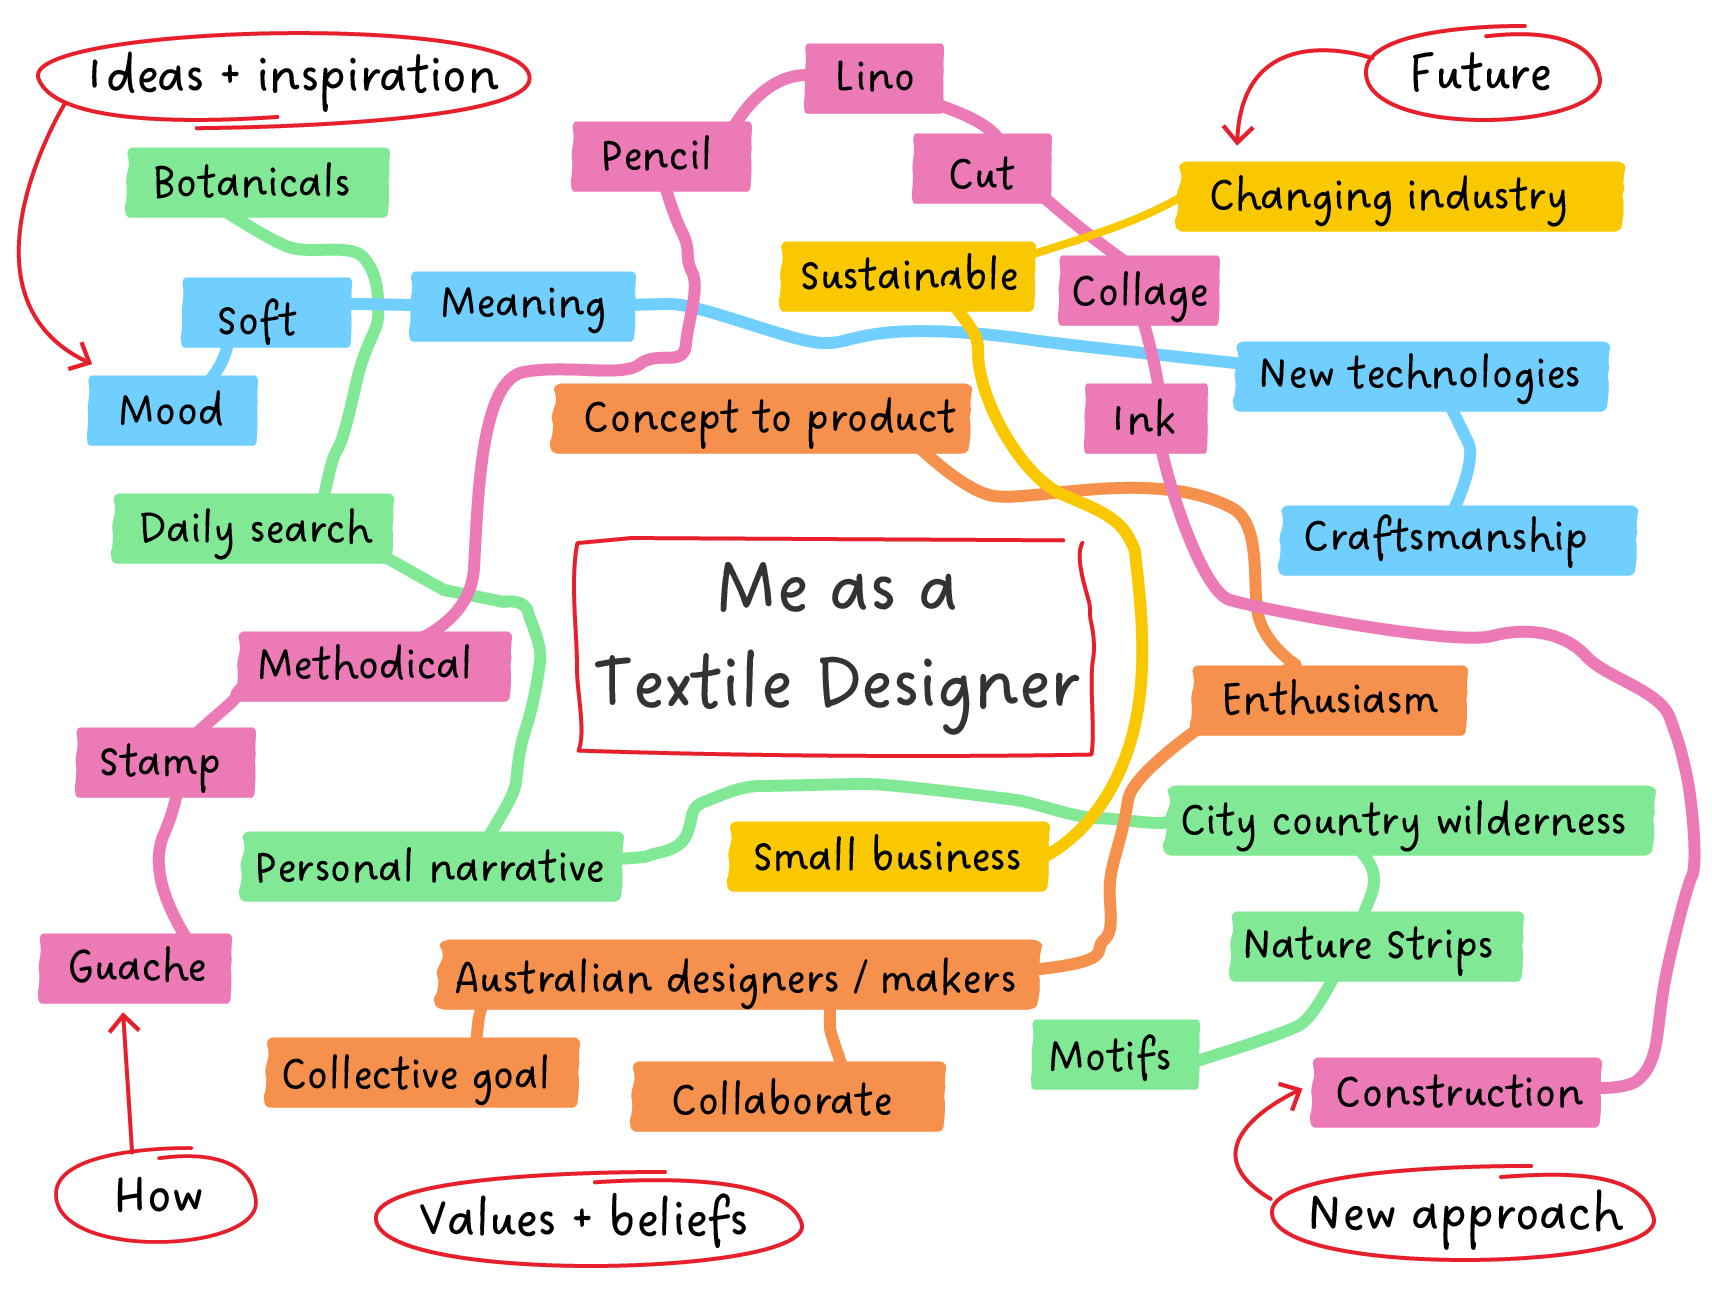 Ideas + inspiration
Lino
Future
Pencil
Cut
Botanicals
Changing industry
Sustainable
Collage
Soft
Meaning
New technologies
Mood
Concept to product
Ink
Daily search
Craftsmanship
Me as a
Textile Designer
Methodical
Enthusiasm
Stamp
City country wilderness
Small business
Personal narrative
Nature Strips
Guache
Australian designers / makers
Motifs
Collective goal
Collaborate
Construction
How
Values + beliefs
New approach